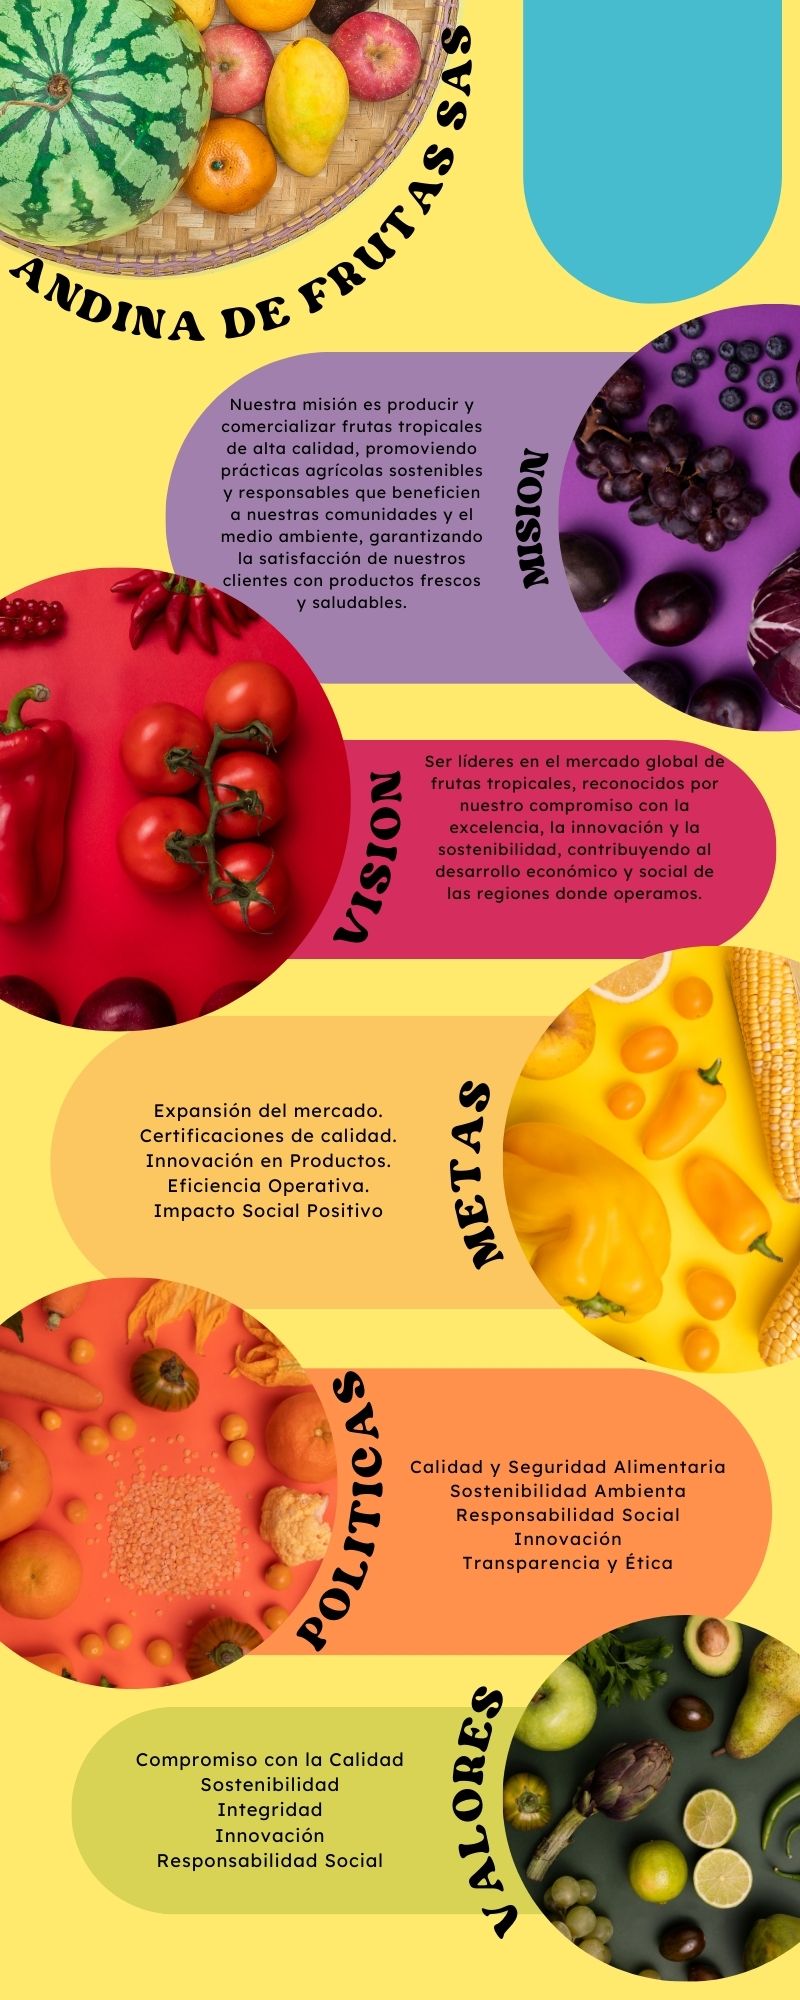 ANDINA DE FRUTAS SAS
Nuestra misión es producir y
comercializar frutas tropicales
de alta calidad, promoviendo
prácticas agrícolas sostenibles
y responsables que beneficien
a nuestras comunidades y el
medio ambiente, garantizando
la satisfacción de nuestros
clientes con productos frescos
y saludables.
MISION
VISION
Ser líderes en el mercado global de
frutas tropicales, reconocidos por
nuestro compromiso con la
excelencia, la innovación y la
sostenibilidad, contribuyendo al
desarrollo económico y social de
las regiones donde operamos.
Expansión del mercado.
Certificaciones de calidad.
Innovación en Productos.
Eficiencia Operativa.
Impacto Social Positivo
METAS
POLITICAS
Calidad y Seguridad Alimentaria
Sostenibilidad Ambienta
Responsabilidad Social
Innovación
Transparencia y Ética
Compromiso con la Calidad
Sostenibilidad
Integridad
Innovación
Responsabilidad Social
VALORES